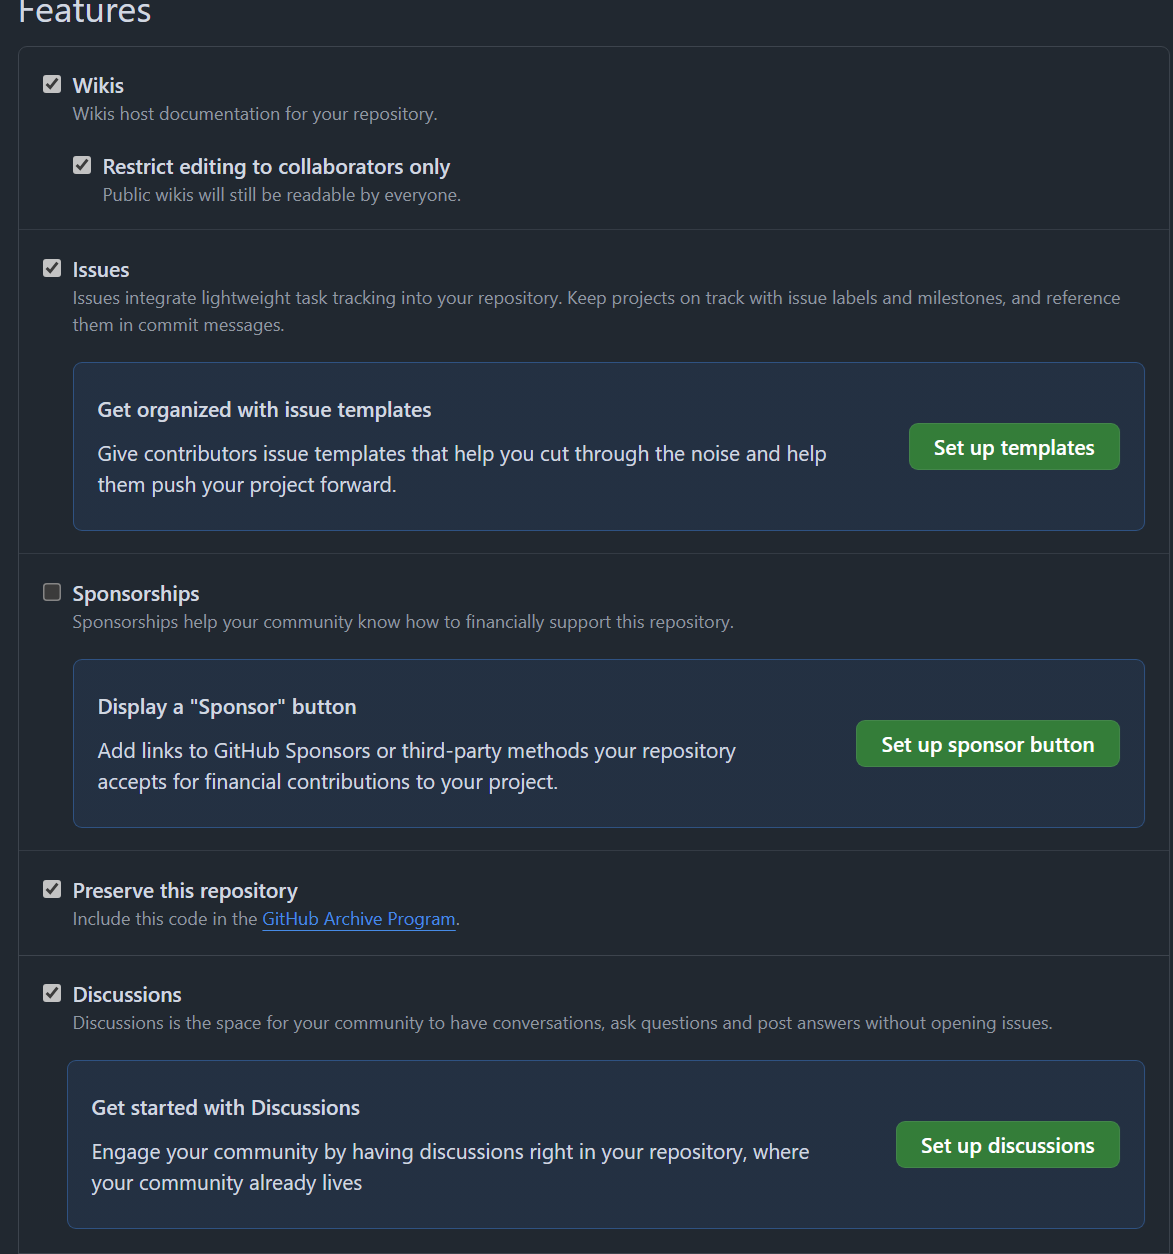 Features
Wikis
Wikis host documentation for your repository.
Restrict editing to collaborators only
Public wikis will still be readable by everyone.
Issues
Issues integrate lightweight task tracking into your repository. Keep projects on track with issue labels and milestones, and reference
them in commit messages.
Get organized with issue templates
Give contributors issue templates that help you cut through the noise and help
them push your project forward.
Set up templates
Sponsorships
Sponsorships help your community know how to financially support this repository.
Display a "Sponsor" button
Add links to GitHub Sponsors or third-party methods your repository
accepts for financial contributions to your project.
Set up sponsor button
Preserve this repository
Include this code in the GitHub Archive Program.
Discussions
Discussions is the space for your community to have conversations, ask questions and post answers without opening issues.
Get started with Discussions
Engage your community by having discussions right in your repository, where
your community already lives
Set up discussions